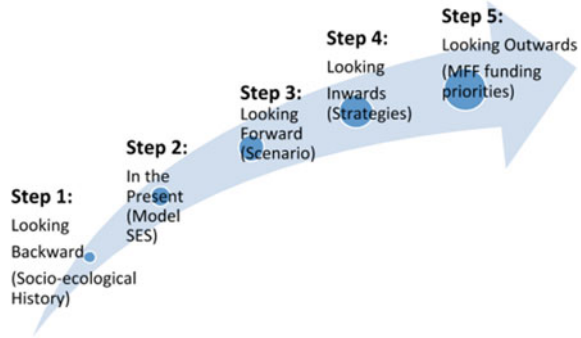 Step 1:
Looking
Backward
(Socio-ecological
History)
Step 2:
In the
Present
(Model
SES)
Step 3:
Looking
Forward
(Scenario)
Step 4:
Looking
Inwards
(Strategies)
Step 5:
Looking Outwards
(MFF funding
priorities)